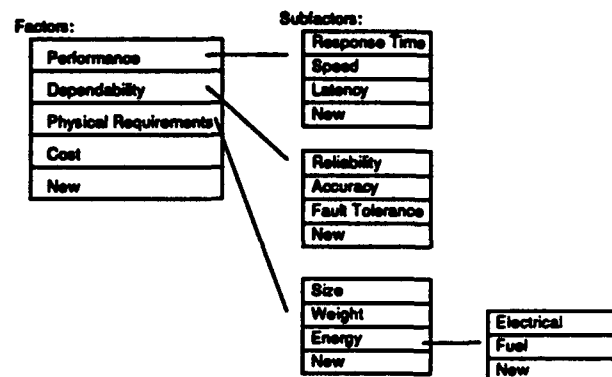 Factors:
Performance
Dependability
Physical Requirements
Cost
New
Subfactors:
Response Time
Speed
Latency
New
Reliability
Accuracy
Fault Tolerance
New
Size
Weight
Energy
New
Electrical
Fuel
New